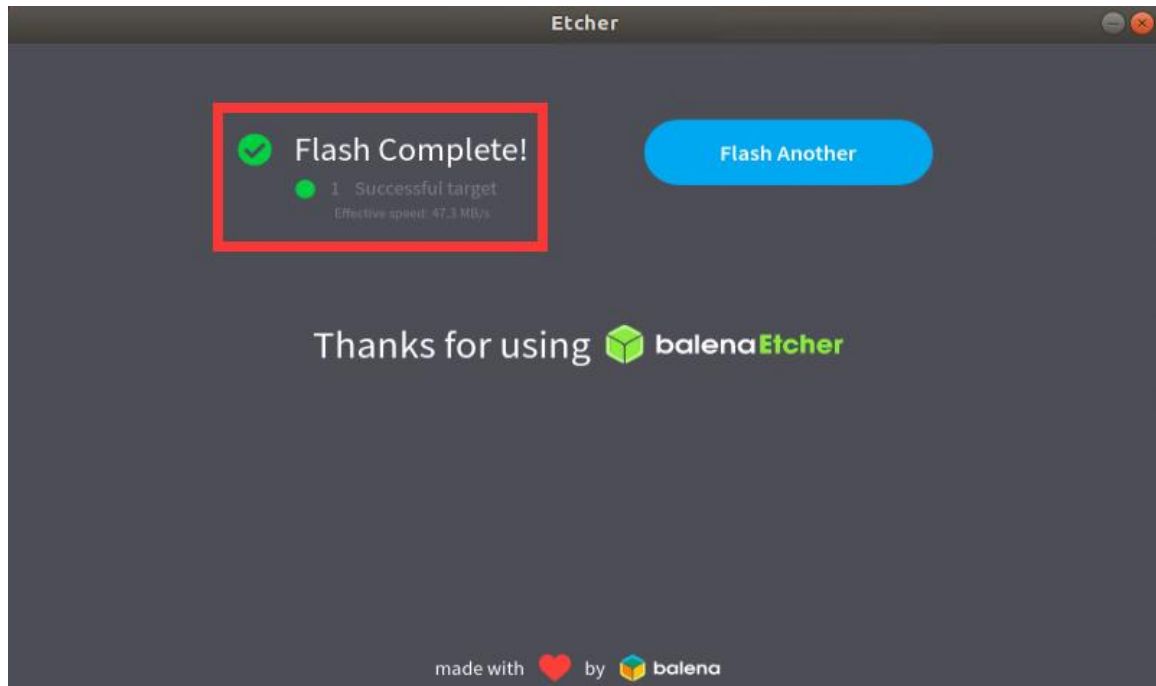 Etcher
Flash Complete!
Flash Another
1 Successful target
Effective speed: 47.3 MB/s
Thanks for using balenaEtcher
made with by balena